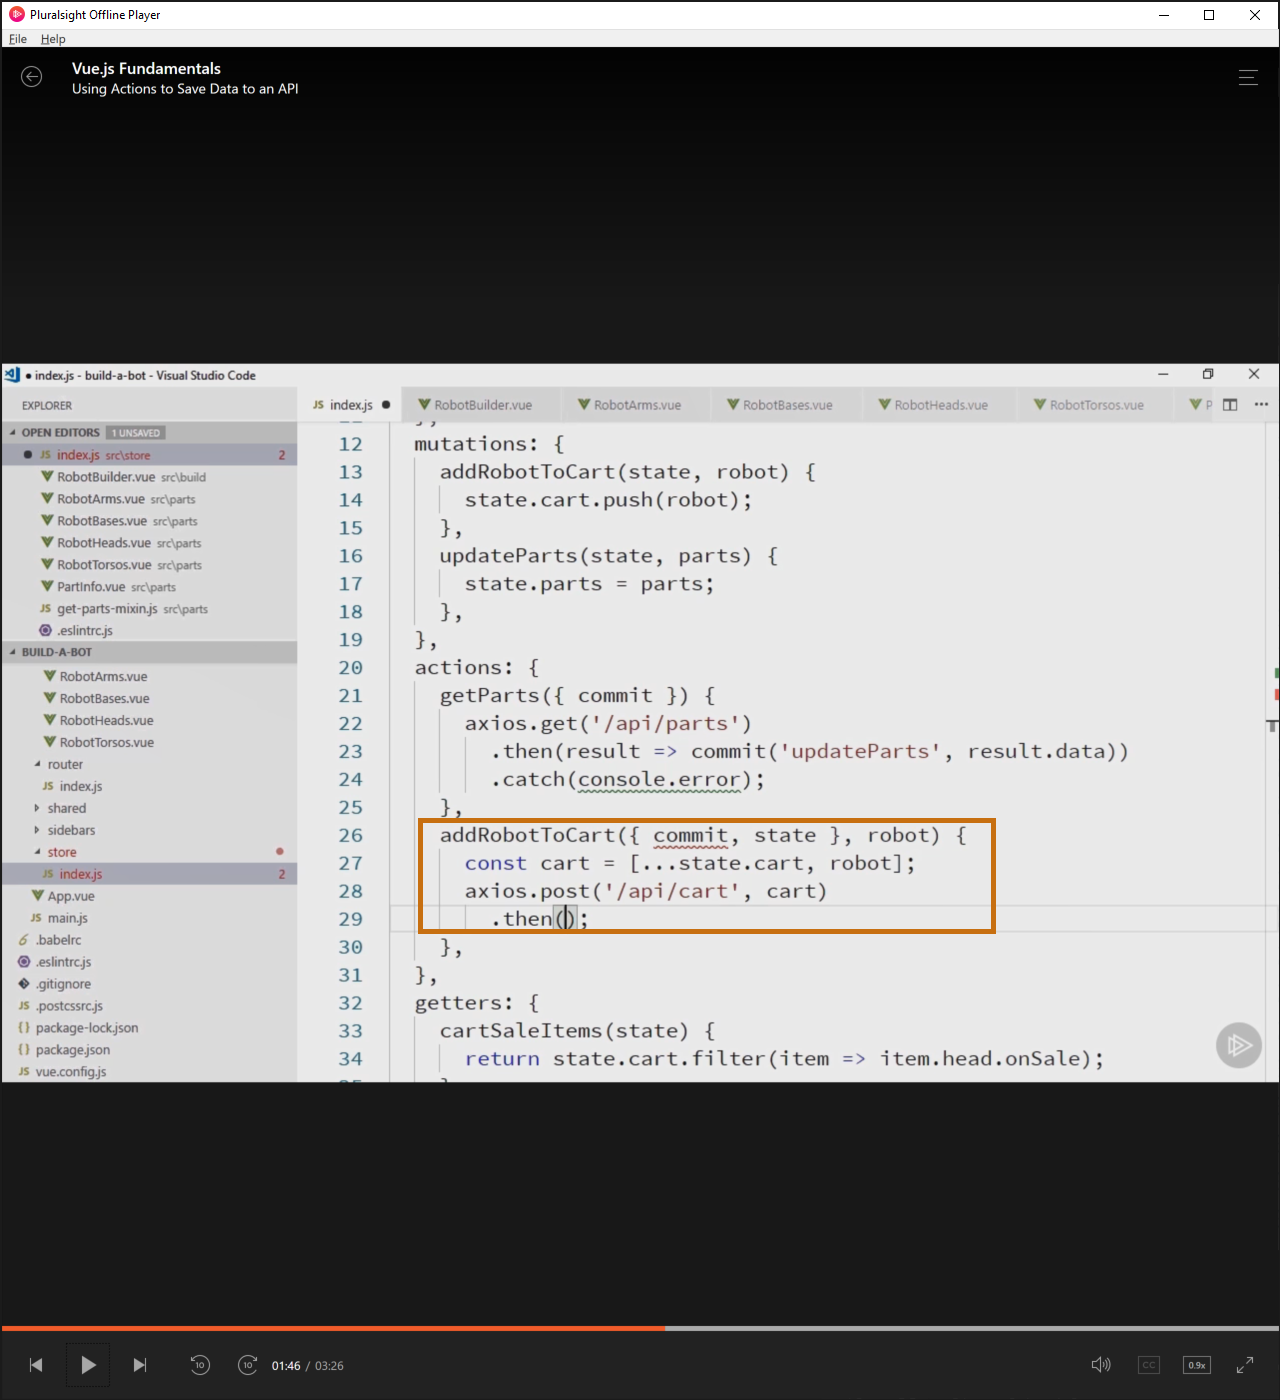 Pluralsight Offline Player
File Help
Vue.js Fundamentals
Using Actions to Save Data to an API
● index.js - build-a-bot - Visual Studio Code
EXPLORER
JS index.js ● RobotBuilder.vue RobotArms.vue RobotBases.vue RobotHeads.vue RobotTorsos.vue P
OPEN EDITORS 1 UNSAVED
● JS index.js src\store 2
RobotBuilder.vue src\build
RobotArms.vue src\parts
RobotBases.vue src\parts
RobotHeads.vue src\parts
RobotTorsos.vue src\parts
PartInfo.vue src\parts
JS get-parts-mixin.js src\parts
.eslintrc.js
BUILD-A-BOT
RobotArms.vue
RobotBases.vue
RobotHeads.vue
RobotTorsos.vue
router
JS index.js
shared
sidebars
store
JS index.js 2
App.vue
JS main.js
.babelrc
.eslintrc.js
.gitignore
JS .postcssrc.js
{} package-lock.json
{} package.json
JS vue.config.js
12 mutations: {
13 addRobotToCart(state, robot) {
14 state.cart.push(robot);
15 },
16 updateParts(state, parts) {
17 state.parts = parts;
18 },
19 },
20 actions: {
21 getParts({ commit }) {
22 axios.get('/api/parts')
23 .then(result => commit('updateParts', result.data))
24 .catch(console.error);
25 },
26 addRobotToCart({ commit, state }, robot) {
27 const cart = [...state.cart, robot];
28 axios.post('/api/cart', cart)
29 .then();
30 },
31 },
32 getters: {
33 cartSaleItems(state) {
34 return state.cart.filter(item => item.head.onSale);
10 10 01:46 / 03:26 CC 0.9x